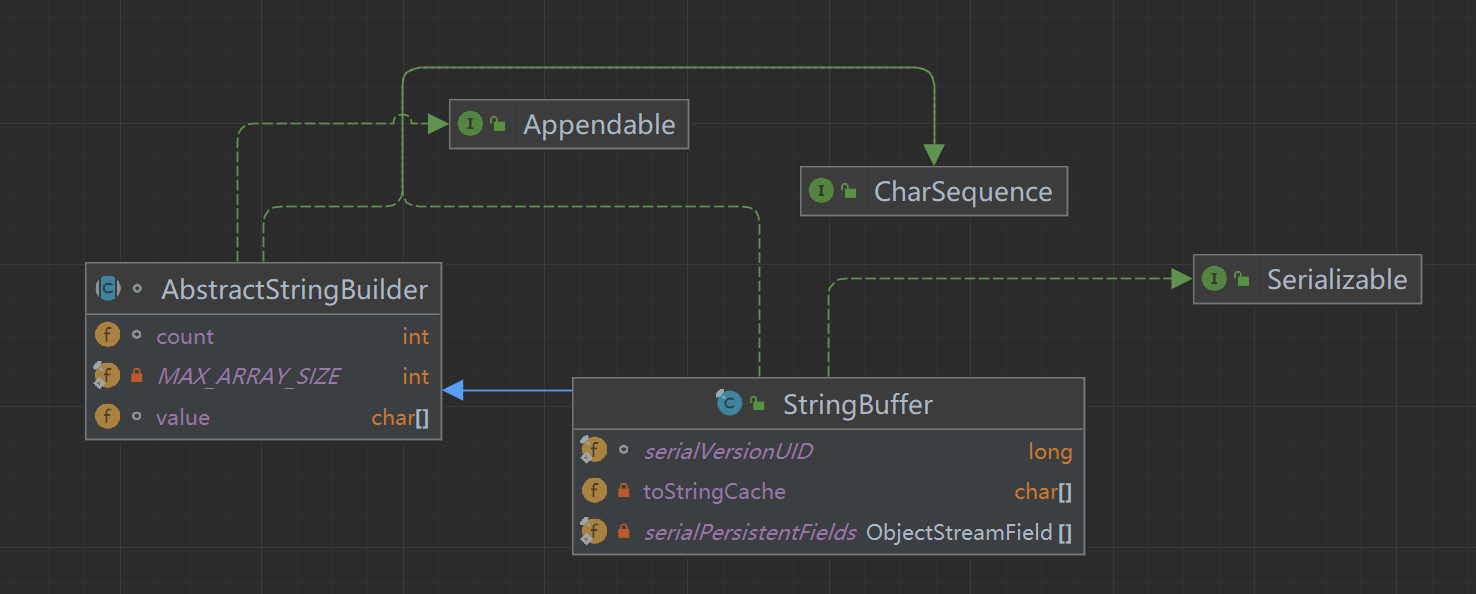 Appendable
CharSequence
Serializable
AbstractStringBuilder
count int
MAX_ARRAY_SIZE int
value char[]
StringBuffer
serialVersionUID long
toStringCache char[]
serialPersistentFields ObjectStreamField []